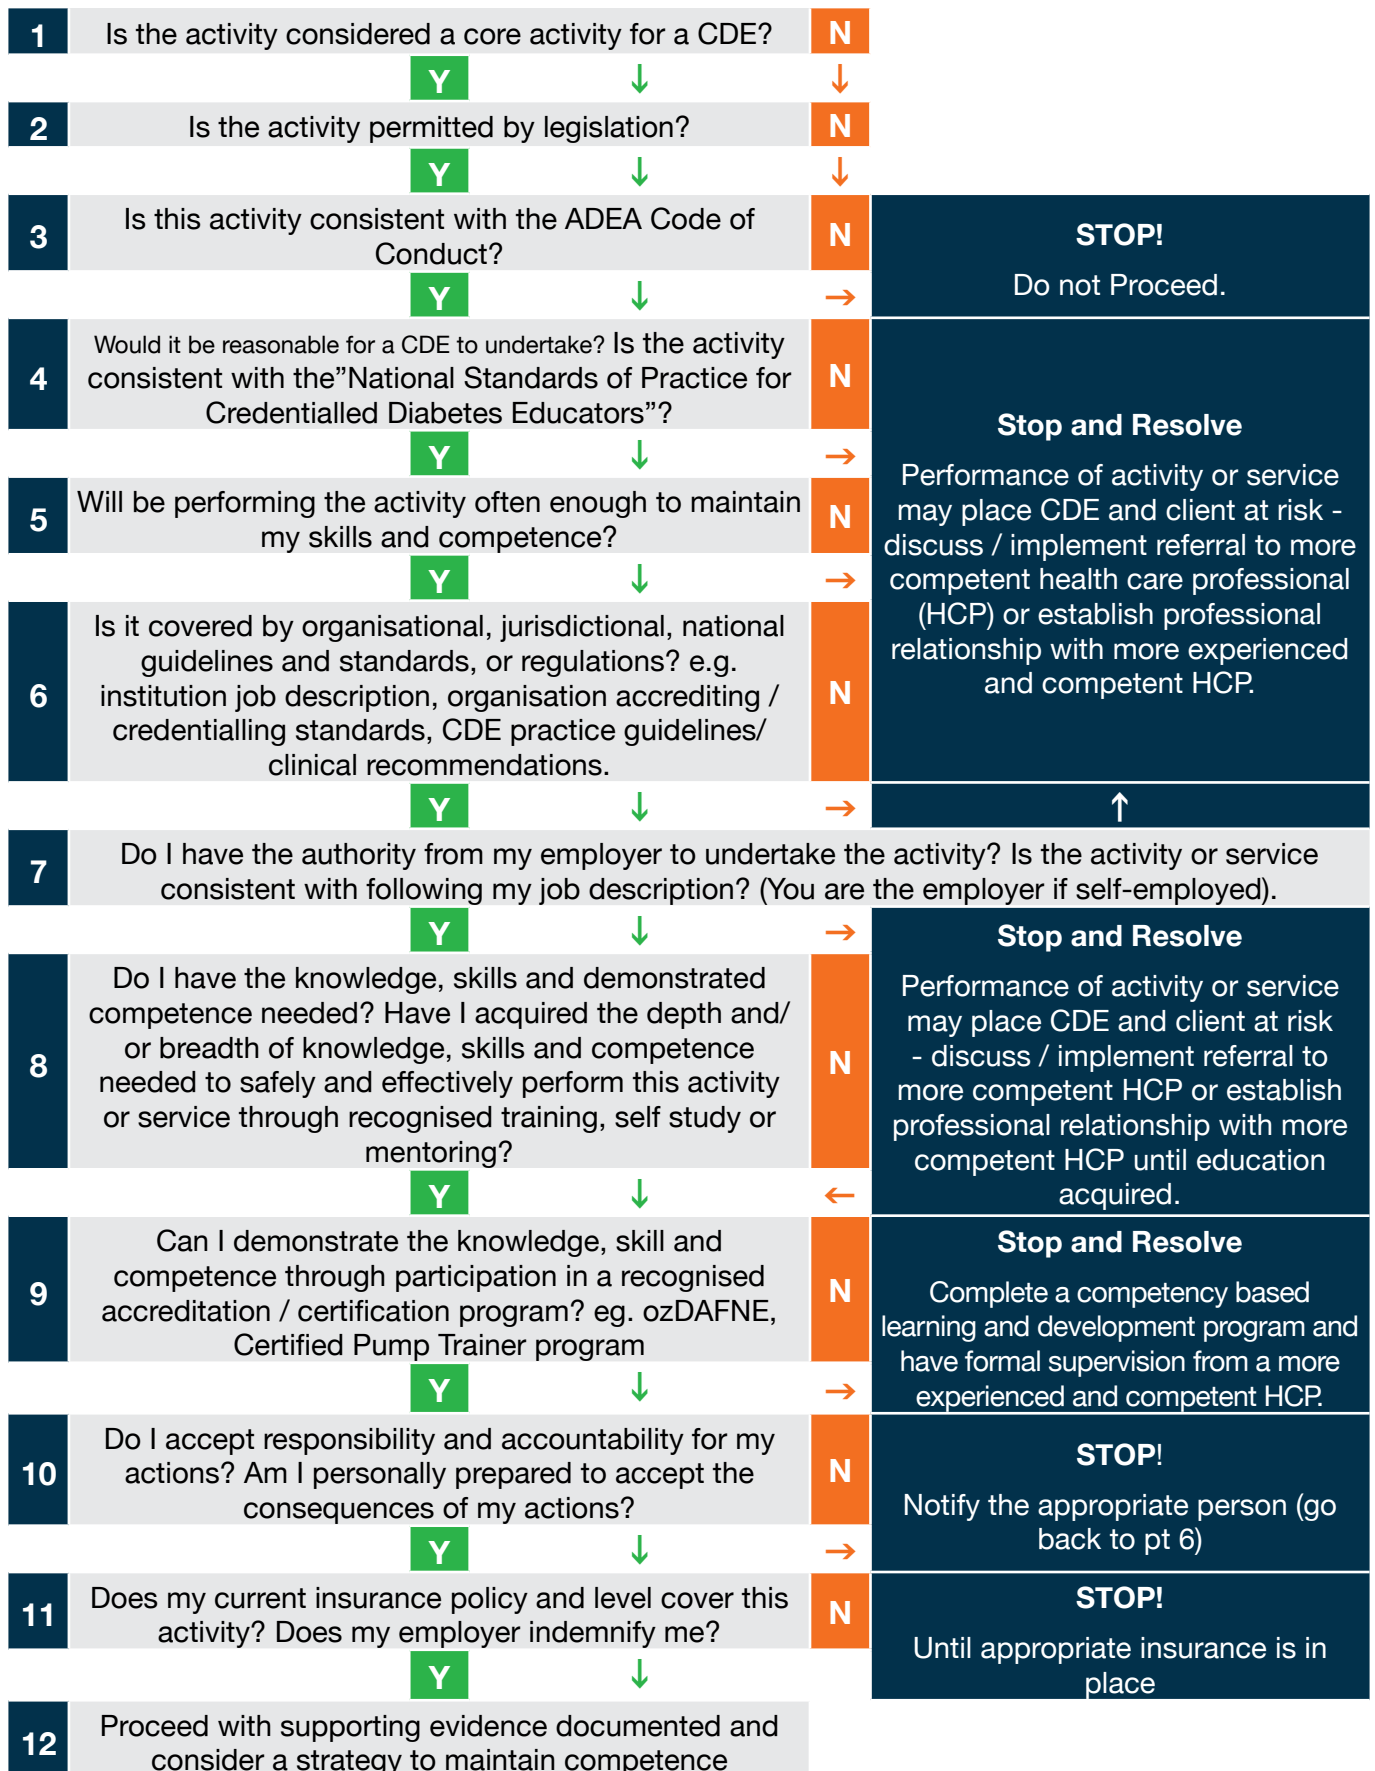 1
Is the activity considered a core activity for a CDE?
N
Y
↓
↓
2
Is the activity permitted by legislation?
N
Y
↓
↓
3
Is this activity consistent with the ADEA Code of
Conduct?
N
Y
↓
→
STOP!
Do not Proceed.
4
Would it be reasonable for a CDE to undertake? Is the activity
consistent with the”National Standards of Practice for
Credentialled Diabetes Educators”?
N
Y
↓
→
5
Will be performing the activity often enough to maintain
my skills and competence?
N
Y
↓
→
6
Is it covered by organisational, jurisdictional, national
guidelines and standards, or regulations? e.g.
institution job description, organisation accrediting /
credentialling standards, CDE practice guidelines/
clinical recommendations.
N
Y
↓
→
Stop and Resolve
Performance of activity or service
may place CDE and client at risk -
discuss / implement referral to more
competent health care professional
(HCP) or establish professional
relationship with more experienced
and competent HCP.
↑
7
Do I have the authority from my employer to undertake the activity? Is the activity or service
consistent with following my job description? (You are the employer if self-employed).
Y
↓
→
8
Do I have the knowledge, skills and demonstrated
competence needed? Have I acquired the depth and/
or breadth of knowledge, skills and competence
needed to safely and effectively perform this activity
or service through recognised training, self study or
mentoring?
N
Y
↓
←
Stop and Resolve
Performance of activity or service
may place CDE and client at risk
- discuss / implement referral to
more competent HCP or establish
professional relationship with more
competent HCP until education
acquired.
9
Can I demonstrate the knowledge, skill and
competence through participation in a recognised
accreditation / certification program? eg. ozDAFNE,
Certified Pump Trainer program
N
Y
↓
→
Stop and Resolve
Complete a competency based
learning and development program and
have formal supervision from a more
experienced and competent HCP.
10
Do I accept responsibility and accountability for my
actions? Am I personally prepared to accept the
consequences of my actions?
N
Y
↓
→
STOP!
Notify the appropriate person (go
back to pt 6)
11
Does my current insurance policy and level cover this
activity? Does my employer indemnify me?
N
Y
↓
STOP!
Until appropriate insurance is in
place
12
Proceed with supporting evidence documented and
consider a strategy to maintain competence